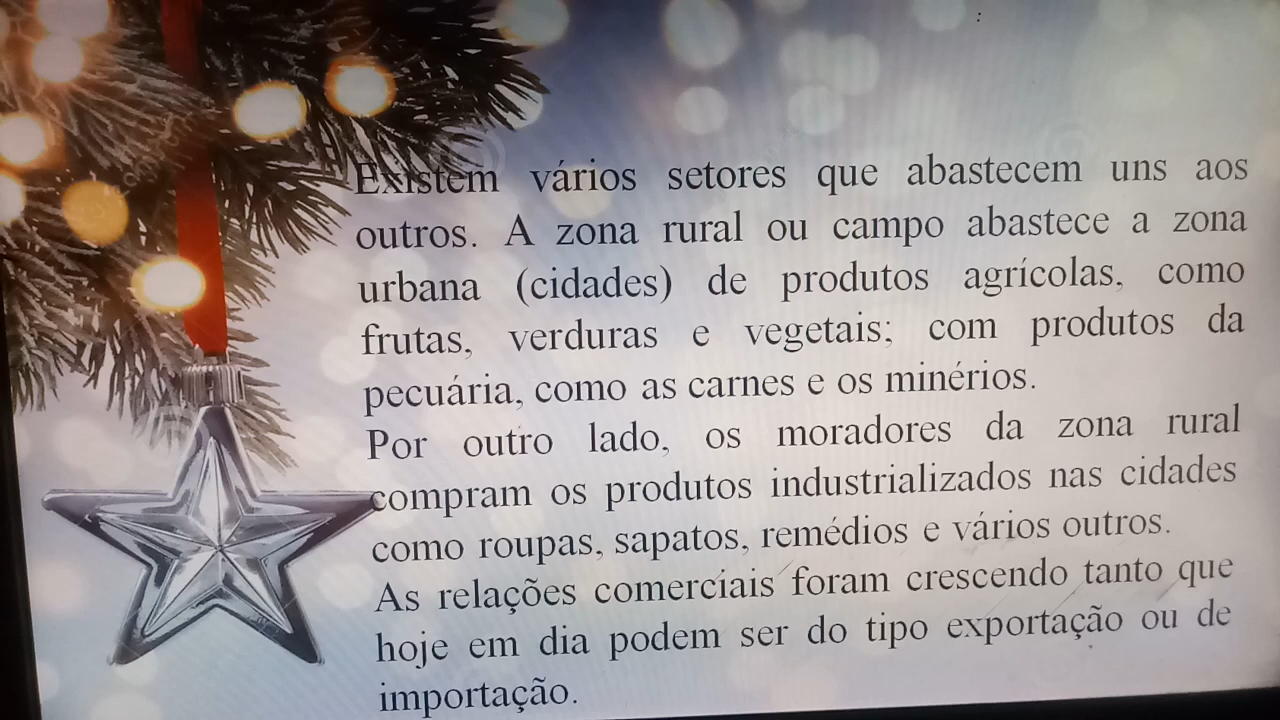 Existem vários setores que abastecem uns aos
outros. A zona rural ou campo abastece a zona
urbana (cidades) de produtos agrícolas, como
frutas, verduras e vegetais; com produtos da
pecuária, como as carnes e os minérios.
Por outro lado, os moradores da zona rural
compram os produtos industrializados nas cidades
como roupas, sapatos, remédios e vários outros.
As relações comerciais foram crescendo tanto que
hoje em dia podem ser do tipo exportação ou de
importação.